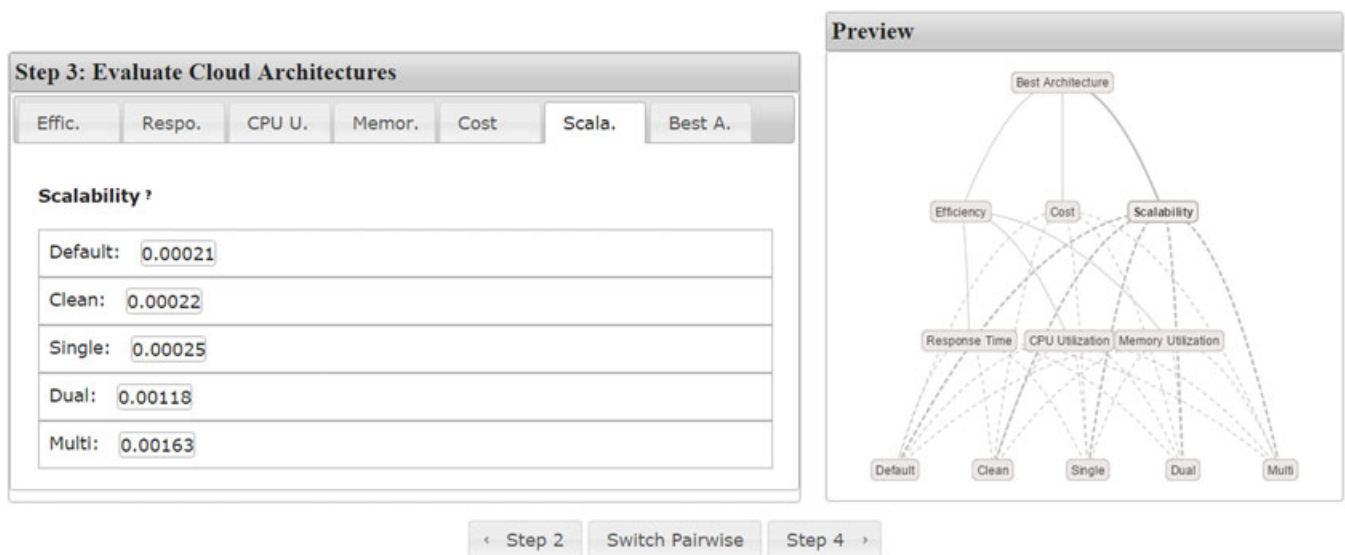 Step 3: Evaluate Cloud Architectures
Effic. Respo. CPU U. Memor. Cost Scala. Best A.
Scalability ?
Default: 0.00021
Clean: 0.00022
Single: 0.00025
Dual: 0.00118
Multi: 0.00163
Preview
Best Architecture
Efficiency Cost Scalability
Response Time CPU Utilization Memory Utilization
Default Clean Single Dual Multi
‹ Step 2 Switch Pairwise Step 4 ›